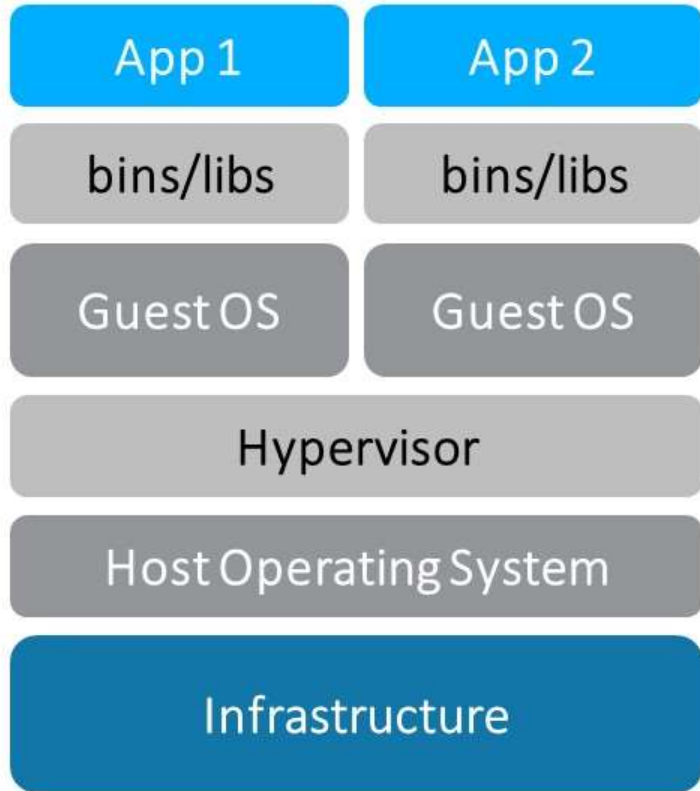 App 1 App 2
bins/libs bins/libs
Guest OS Guest OS
Hypervisor
Host Operating System
Infrastructure